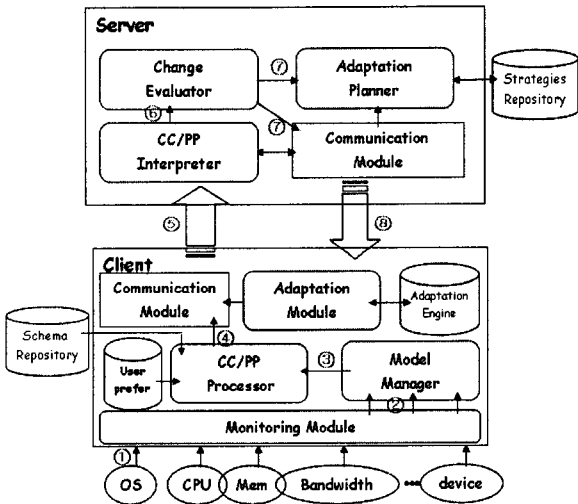 Server
Change
Evaluator
⑦
Adaptation
Planner
Strategies
Repository
⑥
⑦
CC/PP
Interpreter
Communication
Module
⑤
⑧
Client
Communication
Module
Adaptation
Module
Adaptation
Engine
Schema
Repository
④
User
prefer
CC/PP
Processor
③
Model
Manager
②
Monitoring Module
①
OS
CPU
Mem
Bandwidth
device